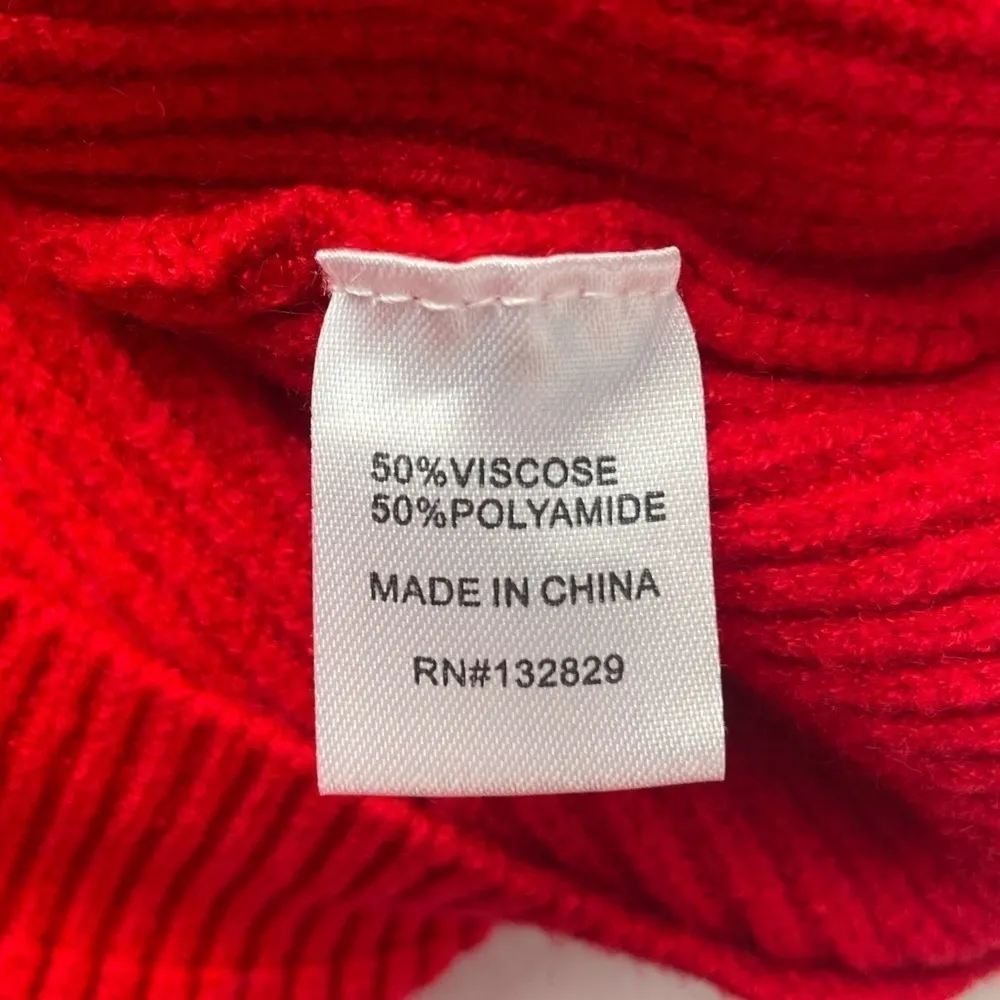 50%VISCOSE
50%POLYAMIDE
MADE IN CHINA
RN#132829